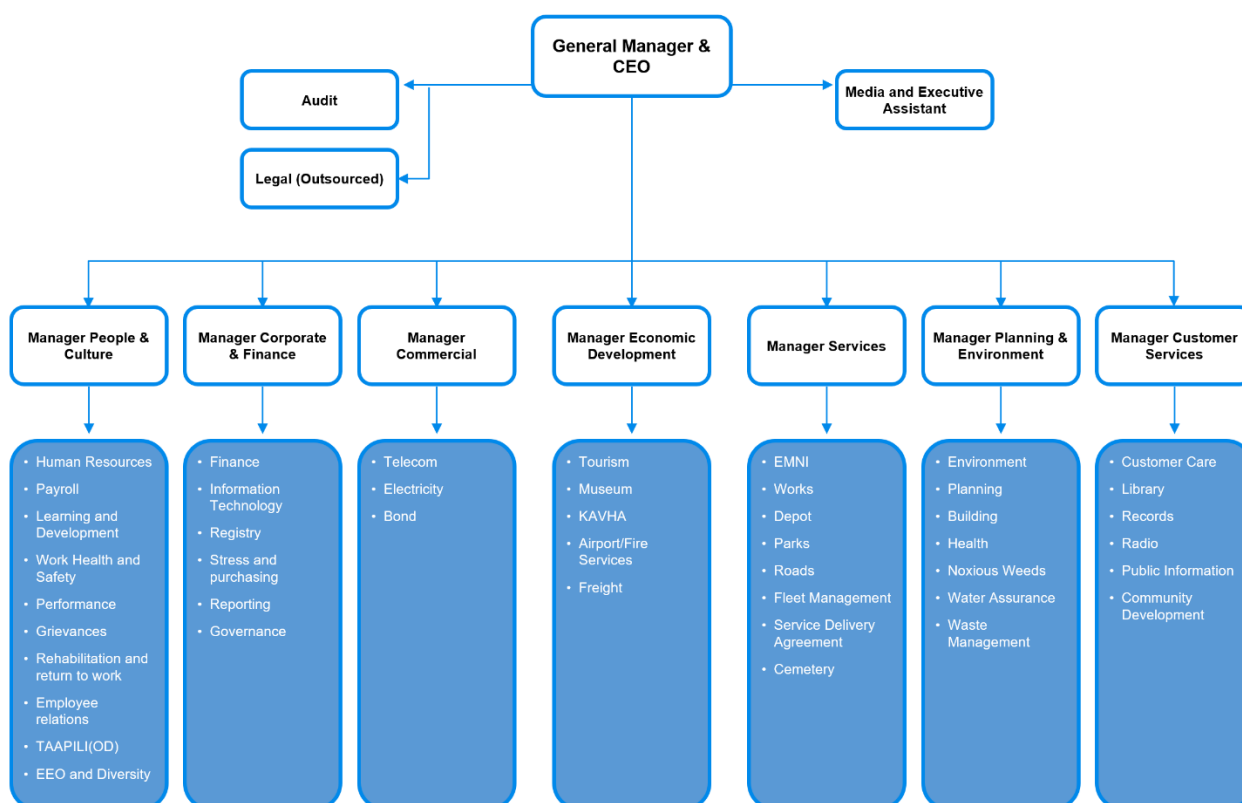 General Manager &
CEO
Audit
Media and Executive
Assistant
Legal (Outsourced)
Manager People &
Culture
Manager Corporate
& Finance
Manager
Commercial
Manager Economic
Development
Manager Services
Manager Planning &
Environment
Manager Customer
Services
• Human Resources
• Payroll
• Learning and
Development
• Work Health and
Safety
• Performance
• Grievances
• Rehabilitation and
return to work
• Employee
relations
• TAAPILI(OD)
• EEO and Diversity
• Finance
• Information
Technology
• Registry
• Stress and
purchasing
• Reporting
• Governance
• Telecom
• Electricity
• Bond
• Tourism
• Museum
• KAVHA
• Airport/Fire
Services
• Freight
• EMNI
• Works
• Depot
• Parks
• Roads
• Fleet Management
• Service Delivery
Agreement
• Cemetery
• Environment
• Planning
• Building
• Health
• Noxious Weeds
• Water Assurance
• Waste
Management
• Customer Care
• Library
• Records
• Radio
• Public Information
• Community
Development